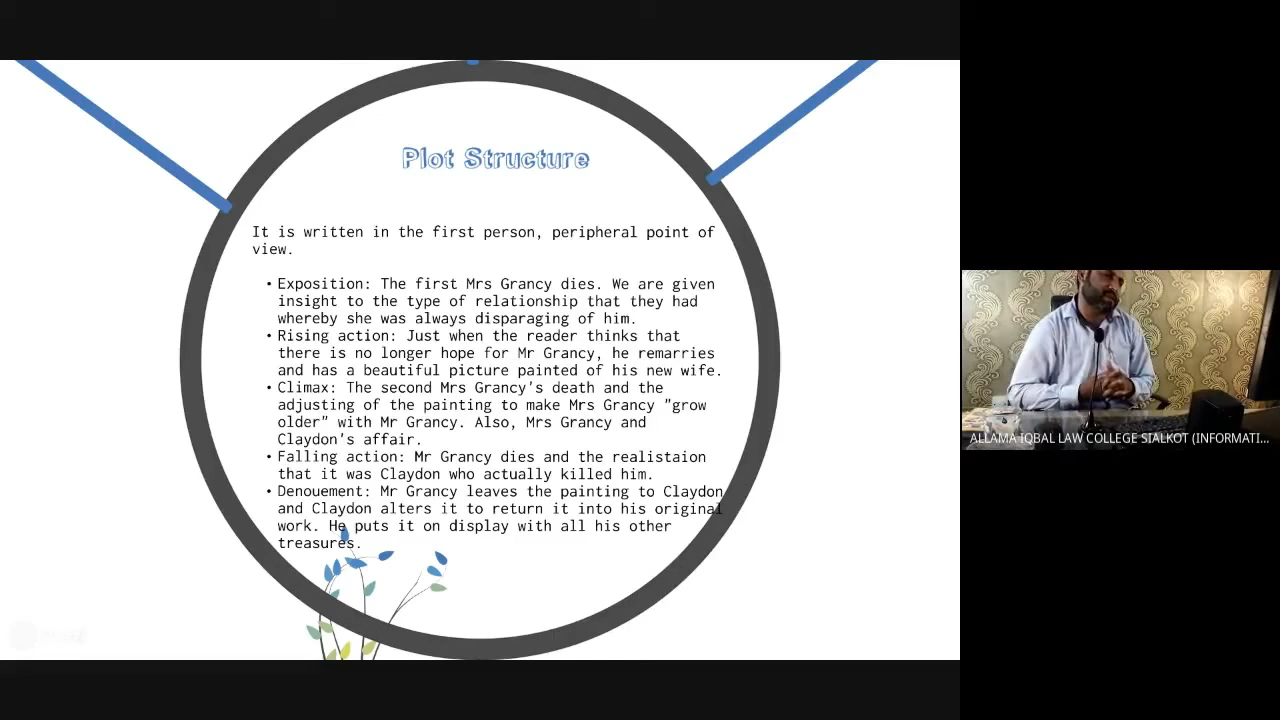 Plot Structure
It is written in the first person, peripheral point of
view.
• Exposition: The first Mrs Grancy dies. We are given
insight to the type of relationship that they had
whereby she was always disparaging of him.
• Rising action: Just when the reader thinks that
there is no longer hope for Mr Grancy, he remarries
and has a beautiful picture painted of his new wife.
• Climax: The second Mrs Grancy's death and the
adjusting of the painting to make Mrs Grancy "grow
older" with Mr Grancy. Also, Mrs Grancy and
Claydon's affair.
• Falling action: Mr Grancy dies and the realistaion
that it was Claydon who actually killed him.
• Denouement: Mr Grancy leaves the painting to Claydon
and Claydon alters it to return it into his original
work. He puts it on display with all his other
treasures.
ALLAMA IQBAL LAW COLLEGE SIALKOT (INFORMATI...